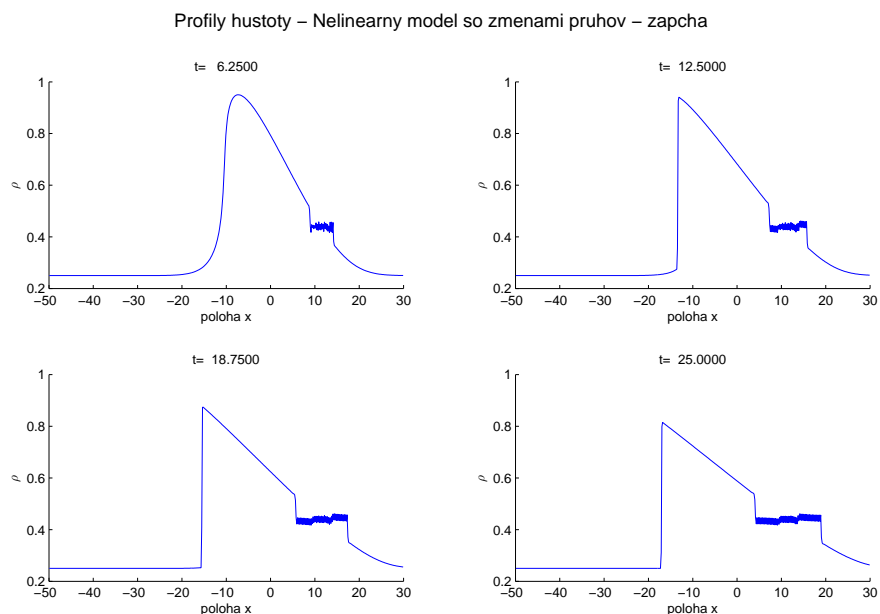 Profily hustoty – Nelinearny model so zmenami pruhov – zapcha
t= 6.2500
1
0.8
ρ
0.6
0.4
0.2
−50 −40 −30 −20 −10 0 10 20 30
poloha x
t= 12.5000
1
0.8
ρ
0.6
0.4
0.2
−50 −40 −30 −20 −10 0 10 20 30
poloha x
t= 18.7500
1
0.8
ρ
0.6
0.4
0.2
−50 −40 −30 −20 −10 0 10 20 30
poloha x
t= 25.0000
1
0.8
ρ
0.6
0.4
0.2
−50 −40 −30 −20 −10 0 10 20 30
poloha x